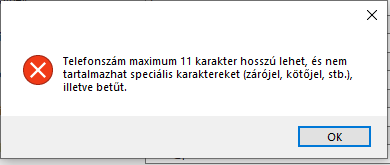 Telefonszám maximum 11 karakter hosszú lehet, és nem
tartalmazhat speciális karaktereket (zárójel, kötőjel, stb.),
illetve betűt.
OK